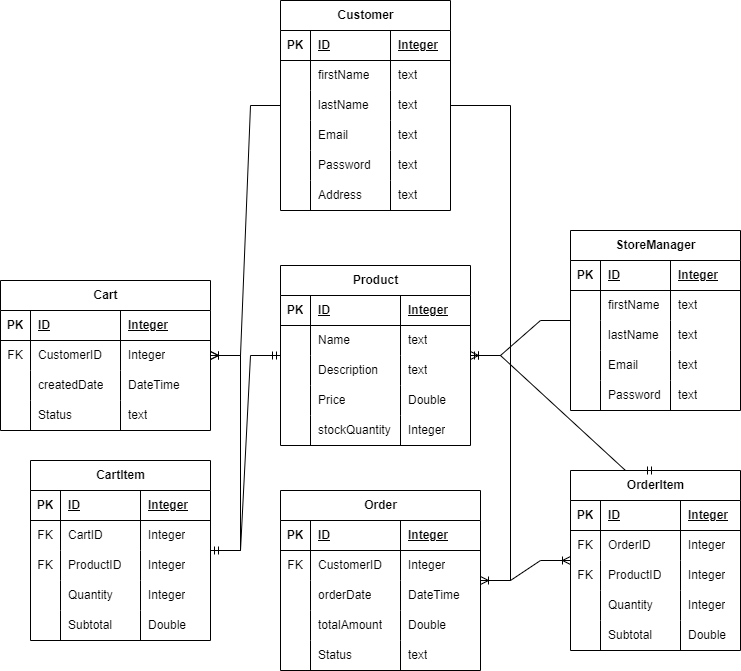 Customer
PK ID Integer
firstName text
lastName text
Email text
Password text
Address text
StoreManager
PK ID Integer
firstName text
lastName text
Email text
Password text
Product
PK ID Integer
Name text
Description text
Price Double
stockQuantity Integer
Cart
PK ID Integer
FK CustomerID Integer
createdDate DateTime
Status text
CartItem
PK ID Integer
FK CartID Integer
FK ProductID Integer
Quantity Integer
Subtotal Double
Order
PK ID Integer
FK CustomerID Integer
orderDate DateTime
totalAmount Double
Status text
OrderItem
PK ID Integer
FK OrderID Integer
FK ProductID Integer
Quantity Integer
Subtotal Double